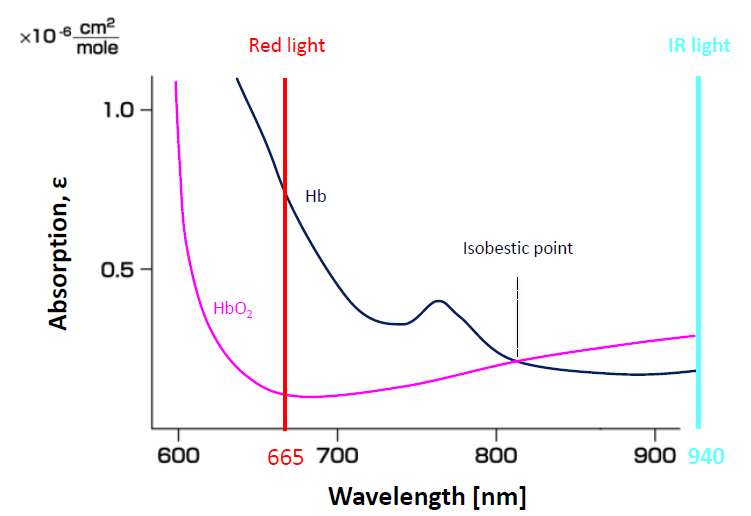 ×10⁻⁶ cm²
mole
Red light
IR light
1.0
Hb
Isobestic point
0.5
HbO₂
Absorption, ε
600
665
700
800
900
940
Wavelength [nm]